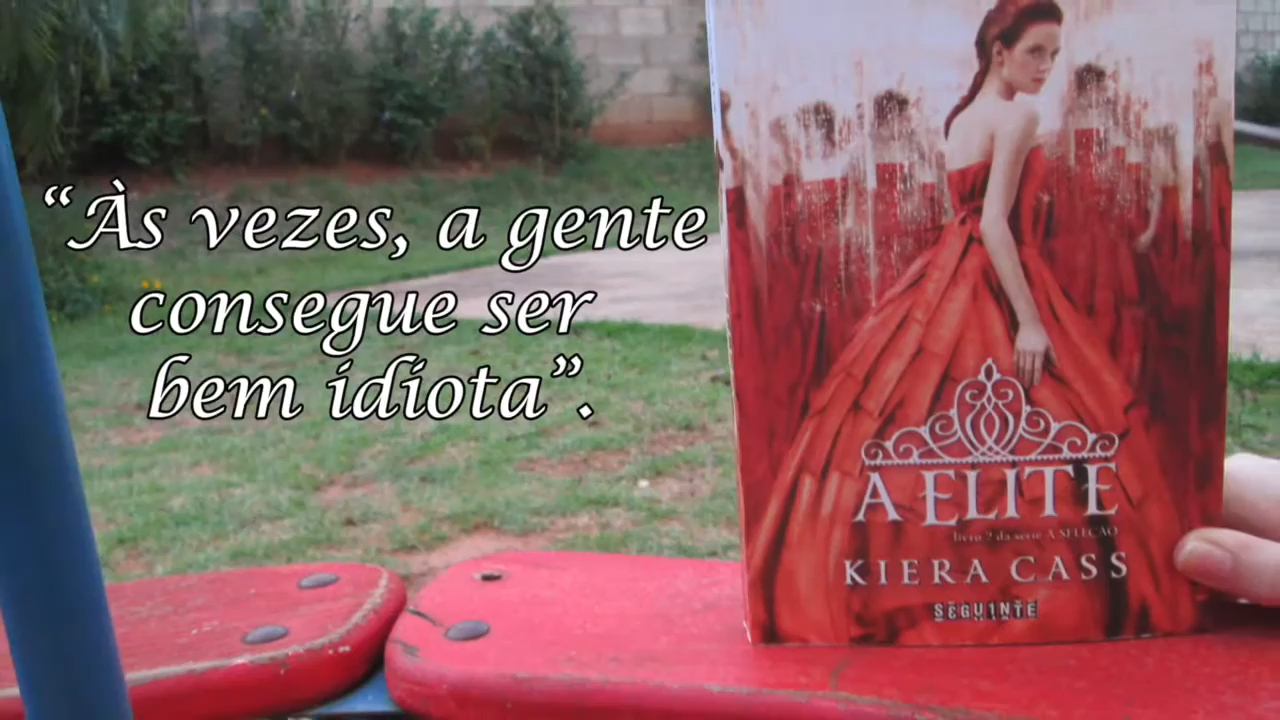 “Às vezes, a gente
consegue ser
bem idiota”.
A ELITE
livro 2 da série A SELEÇÃO
KIERA CASS
SEGUINTE